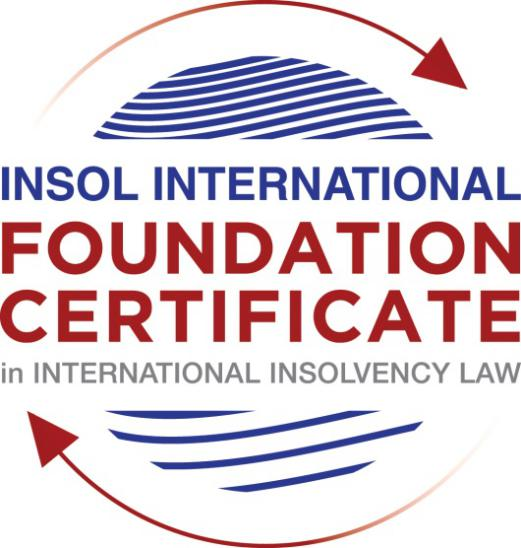 INSOL INTERNATIONAL
FOUNDATION
CERTIFICATE
in INTERNATIONAL INSOLVENCY LAW